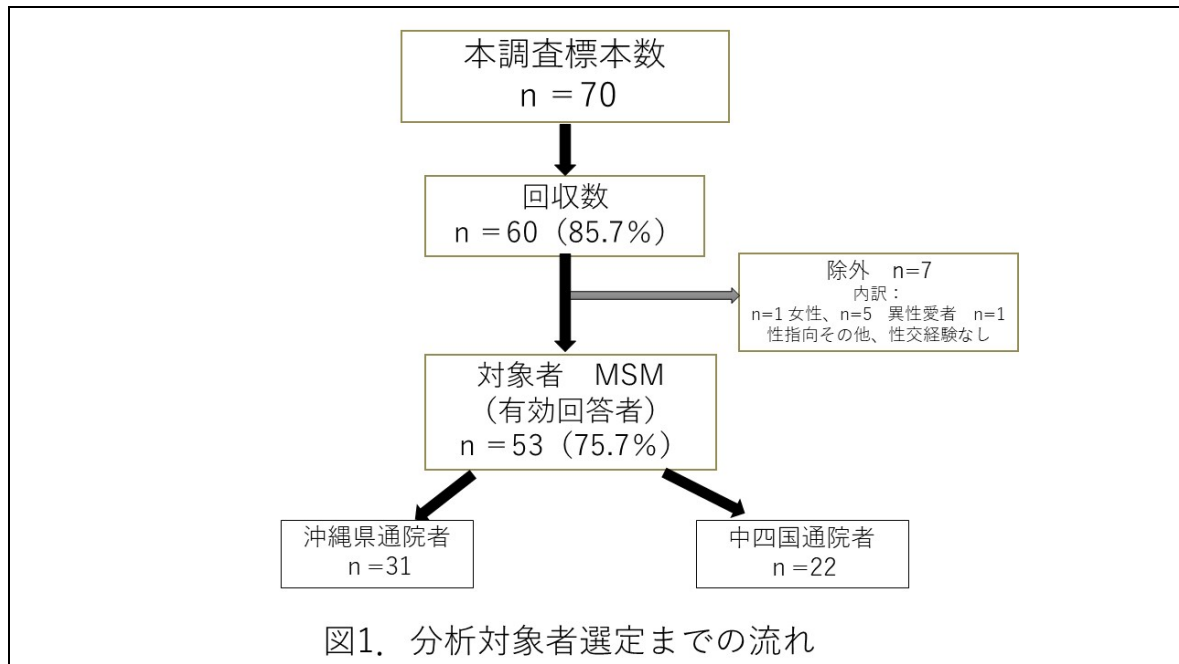 本調査標本数
n ＝70
回収数
n ＝60（85.7％）
除外　n=7
内訳：
n=1 女性、n=5　異性愛者　n=1
性指向その他、性交経験なし
対象者　MSM
（有効回答者）
n ＝53（75.7％）
沖縄県通院者
n =31
中四国通院者
n =22
図1．分析対象者選定までの流れ